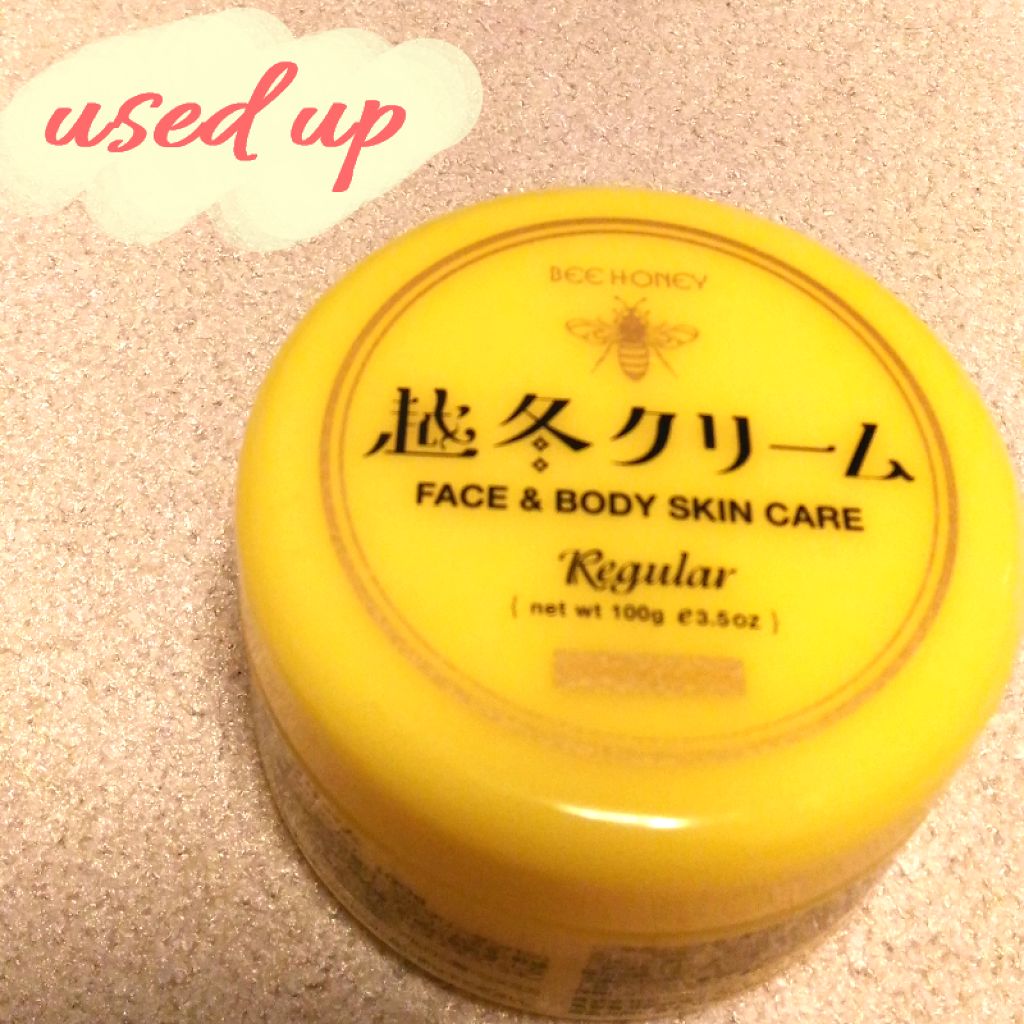 used up
BEE HONEY
越冬クリーム
FACE & BODY SKIN CARE
Regular
{ net wt 100g e3.5oz }